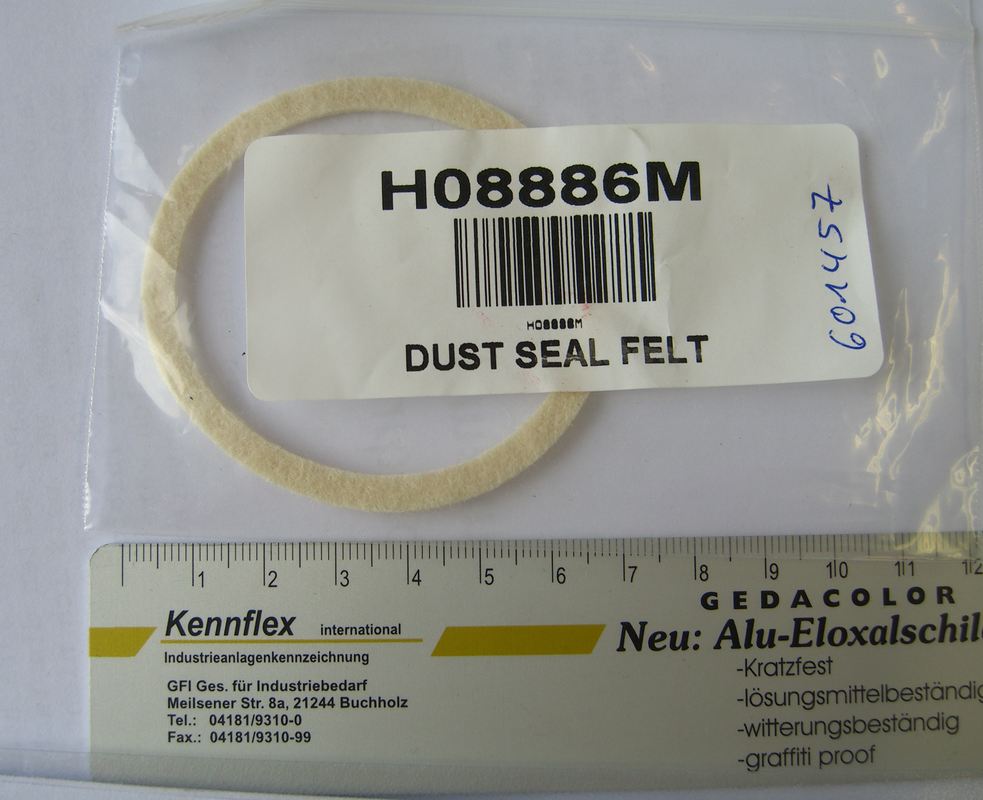 H08886M
H08886M
DUST SEAL FELT
601457
1 2 3 4 5 6 7 8 9 10 11 12
Kennflex international
Industrieanlagenkennzeichnung
GFI Ges. für Industriebedarf
Meilsener Str. 8a, 21244 Buchholz
Tel.: 04181/9310-0
Fax.: 04181/9310-99
GEDACOLOR
Neu: Alu-Eloxalschil
-Kratzfest
-lösungsmittelbeständig
-witterungsbeständig
-graffiti proof